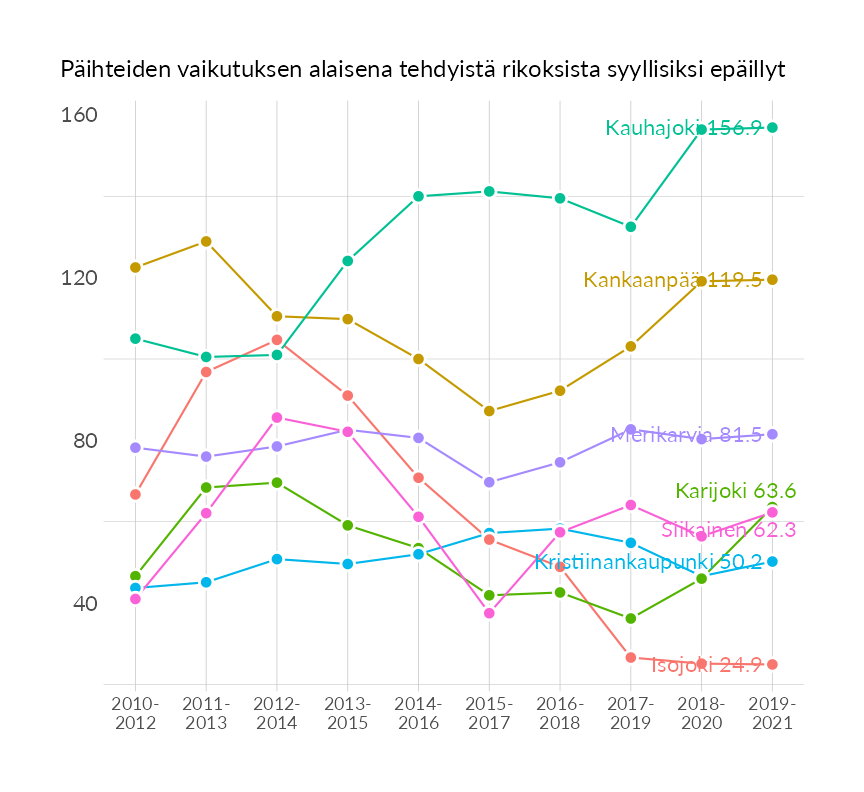 Päihteiden vaikutuksen alaisena tehdyistä rikoksista syyllisiksi epäillyt
160
Kauhajoki 156.9
120
Kankaanpää 119.5
80
Merikarvia 81.5
Karijoki 63.6
Siikainen 62.3
Kristiinankaupunki 50.2
40
Isojoki 24.9
2010- 2011- 2012- 2013- 2014- 2015- 2016- 2017- 2018- 2019-
2012 2013 2014 2015 2016 2017 2018 2019 2020 2021